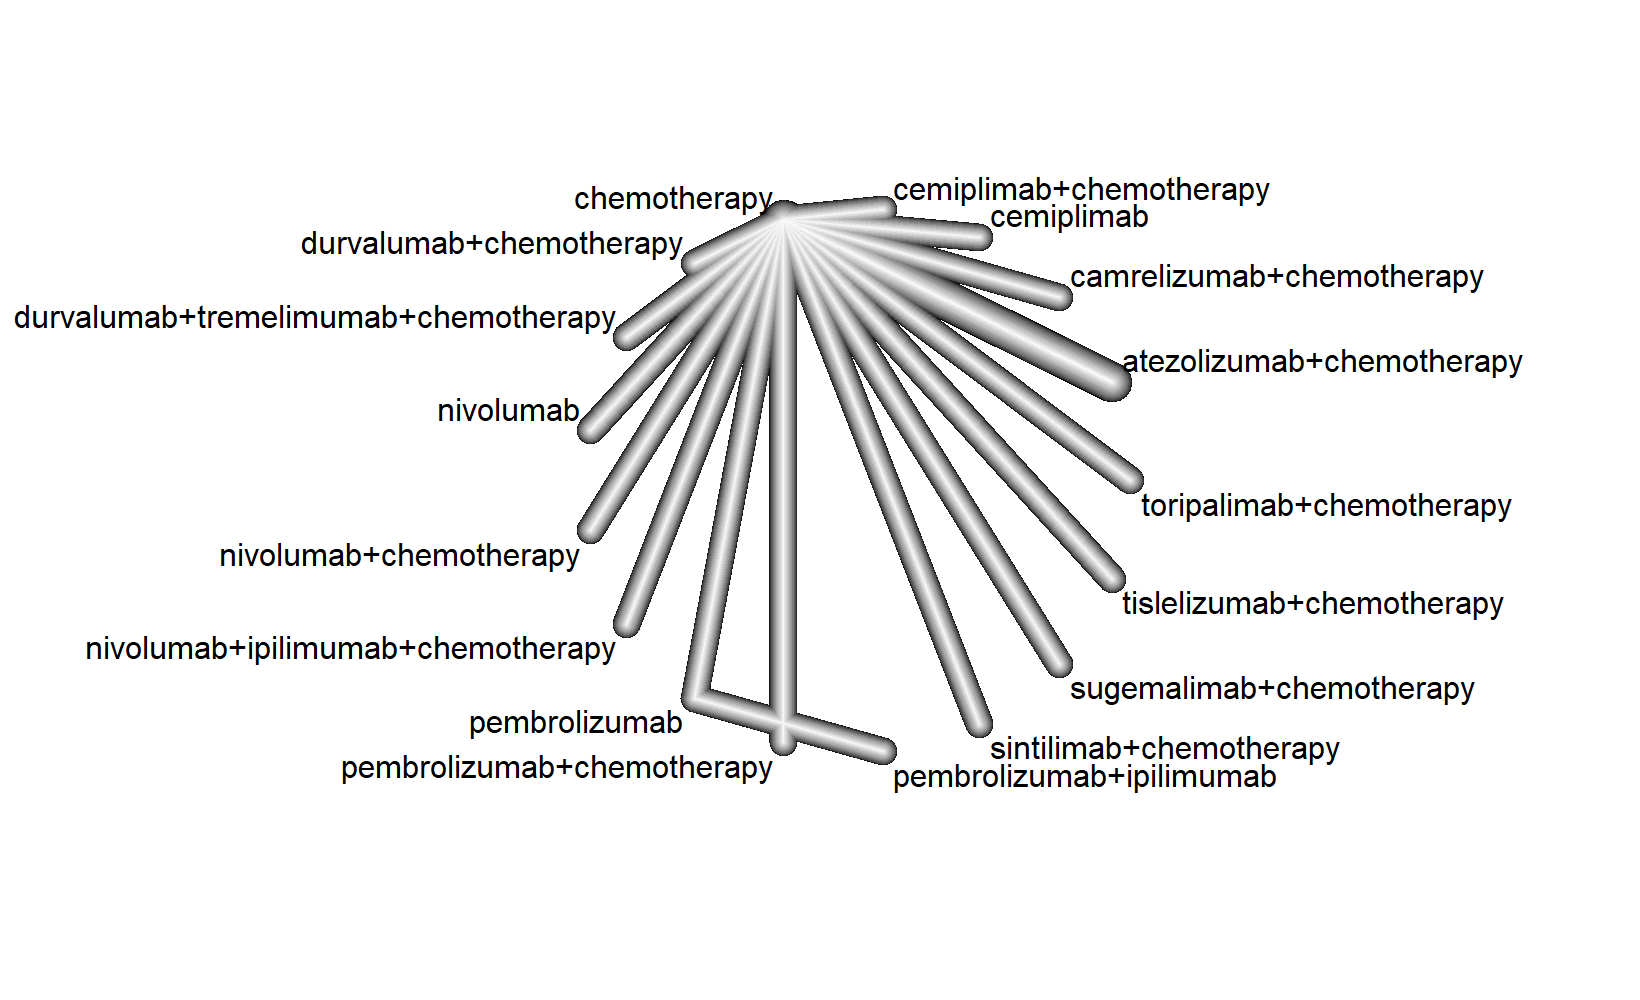 cemiplimab+chemotherapy
chemotherapy
cemiplimab
durvalumab+chemotherapy
camrelizumab+chemotherapy
durvalumab+tremelimumab+chemotherapy
atezolizumab+chemotherapy
nivolumab
toripalimab+chemotherapy
nivolumab+chemotherapy
tislelizumab+chemotherapy
nivolumab+ipilimumab+chemotherapy
sugemalimab+chemotherapy
pembrolizumab
sintilimab+chemotherapy
pembrolizumab+chemotherapy
pembrolizumab+ipilimumab